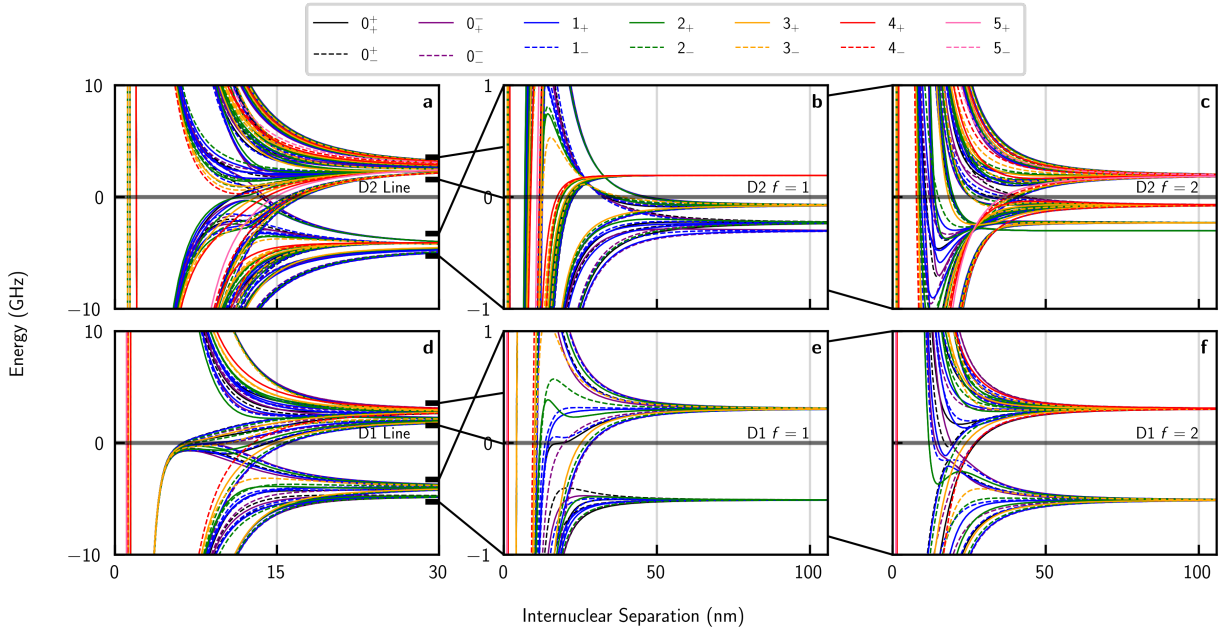 0⁺₊ 0⁻₊ 1₊ 2₊ 3₊ 4₊ 5₊
0⁺₋ 0⁻₋ 1₋ 2₋ 3₋ 4₋ 5₋
10 a 1 b c
D2 Line D2 f = 1 D2 f = 2
0 0
−10 −1
10 d 1 e f
D1 Line D1 f = 1 D1 f = 2
0 0
−10 −1
0 15 30 0 50 100 0 50 100
Energy (GHz)
Internuclear Separation (nm)